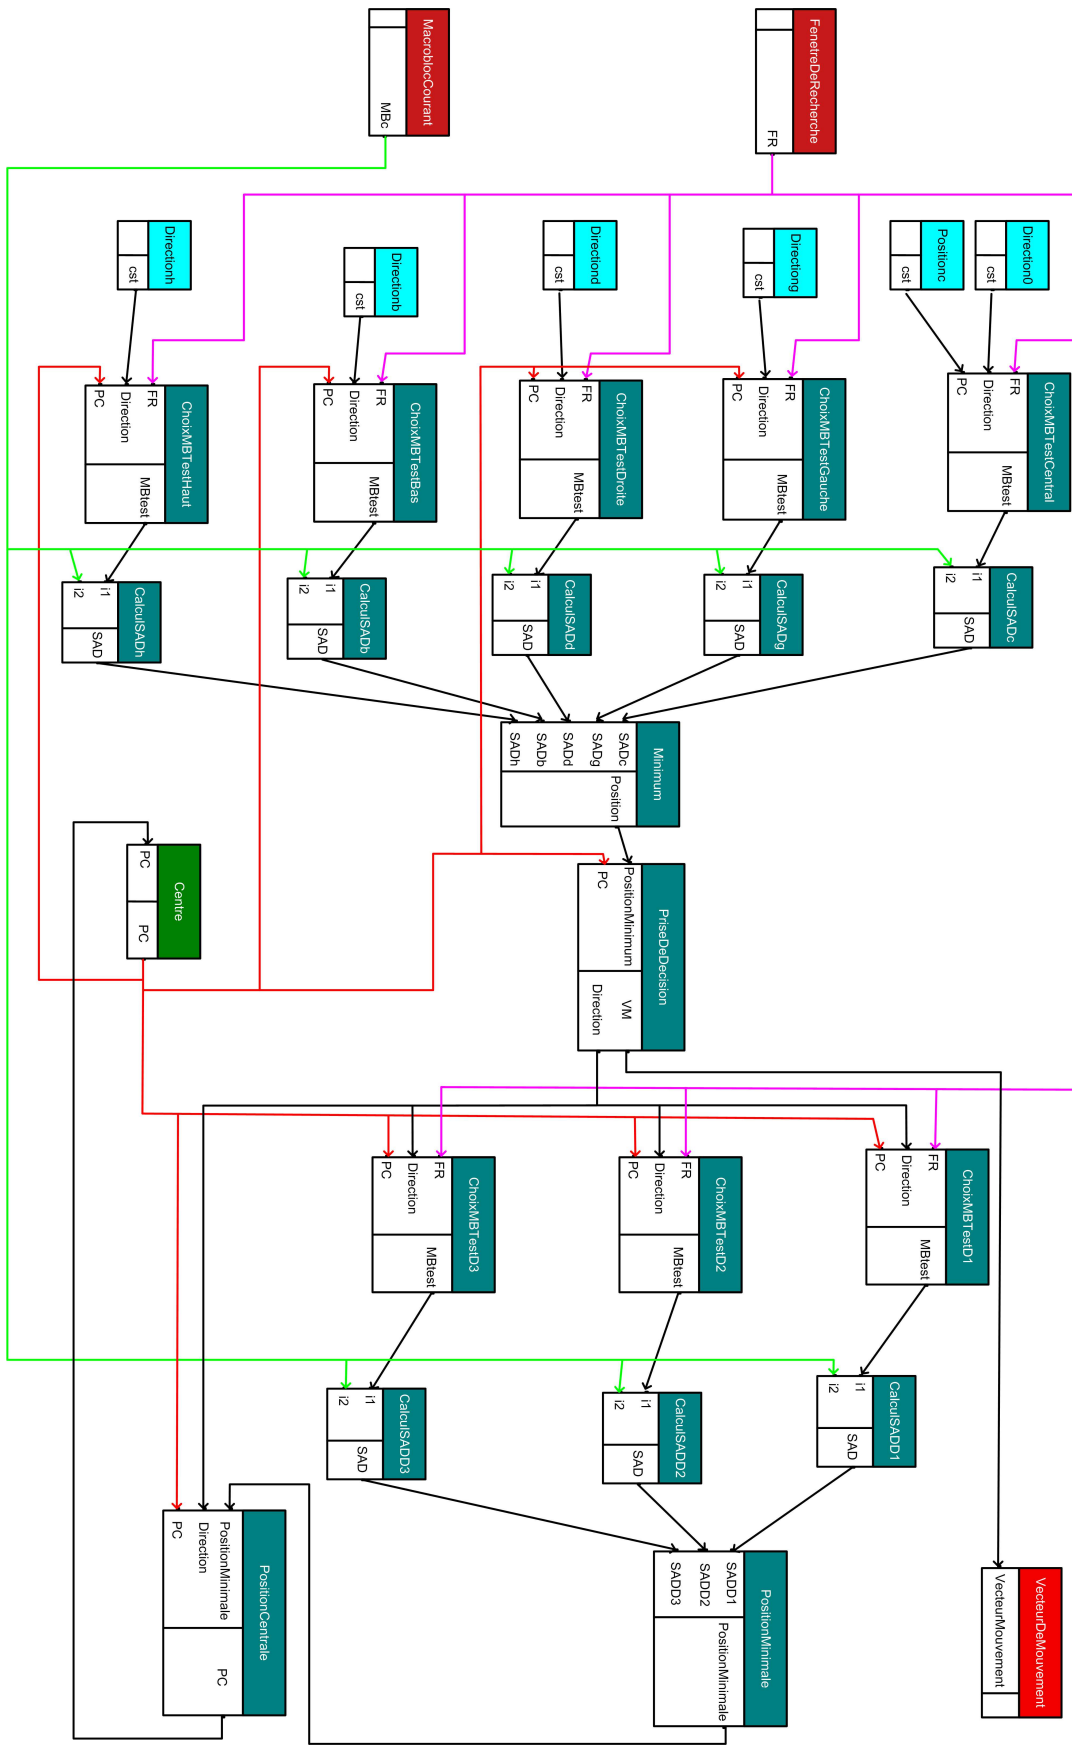 MacroblocCourant
MBc
FenetreDeRecherche
FR
Directionh
cst
Directionb
cst
Directiond
cst
Directiong
cst
Positionc
cst
Direction0
cst
ChoixMBTestHaut
FR
Direction
PC
MBtest
ChoixMBTestBas
FR
Direction
PC
MBtest
ChoixMBTestDroite
FR
Direction
PC
MBtest
ChoixMBTestGauche
FR
Direction
PC
MBtest
ChoixMBTestCentral
FR
Direction
PC
MBtest
CalculSADh
i1
i2
SAD
CalculSADb
i1
i2
SAD
CalculSADd
i1
i2
SAD
CalculSADg
i1
i2
SAD
CalculSADc
i1
i2
SAD
Minimum
SADc
SADg
SADd
SADb
SADh
Position
Centre
PC
PC
PriseDeDecision
PositionMinimum
PC
VM
Direction
ChoixMBTestD3
FR
Direction
PC
MBtest
ChoixMBTestD2
FR
Direction
PC
MBtest
ChoixMBTestD1
FR
Direction
PC
MBtest
CalculSADD3
i1
i2
SAD
CalculSADD2
i1
i2
SAD
CalculSADD1
i1
i2
SAD
PositionCentrale
PositionMinimale
Direction
PC
PC
PositionMinimale
SADD1
SADD2
SADD3
PositionMinimale
VecteurDeMouvement
VecteurMouvement